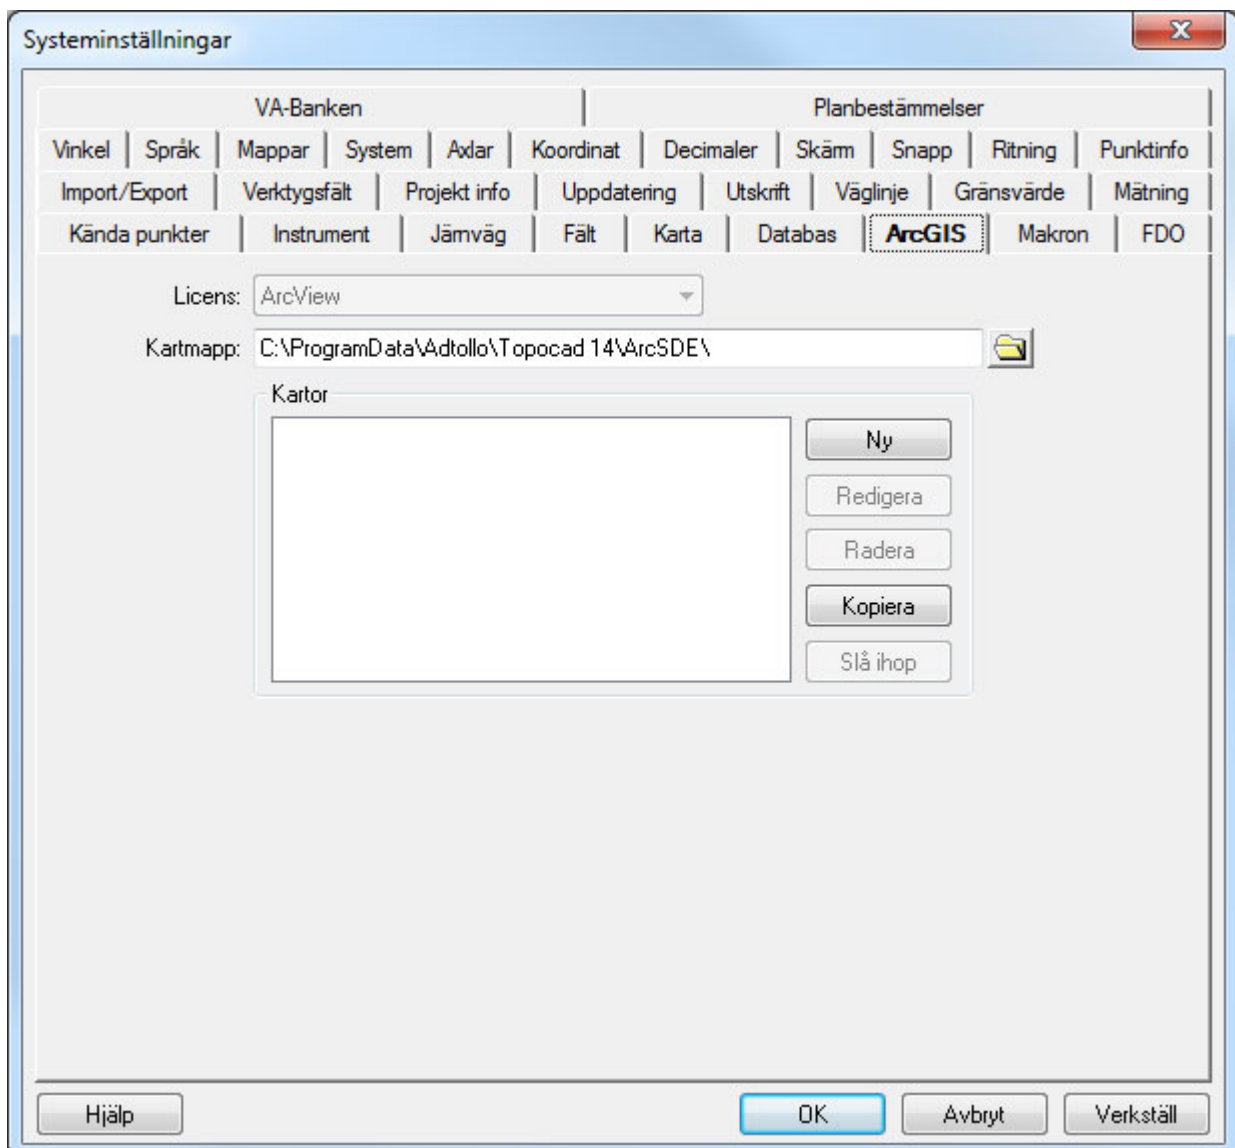 Systeminställningar
VA-Banken Planbestämmelser
Vinkel Språk Mappar System Axlar Koordinat Decimaler Skärm Snapp Ritning Punktinfo
Import/Export Verktygsfält Projekt info Uppdatering Utskrift Väglinje Gränsvärde Mätning
Kända punkter Instrument Järnväg Fält Karta Databas ArcGIS Makron FDO
Licens: ArcView
Kartmapp: C:\ProgramData\Adtollo\Topocad 14\ArcSDE\
Kartor
Ny
Redigera
Radera
Kopiera
Slå ihop
Hjälp OK Avbryt Verkställ